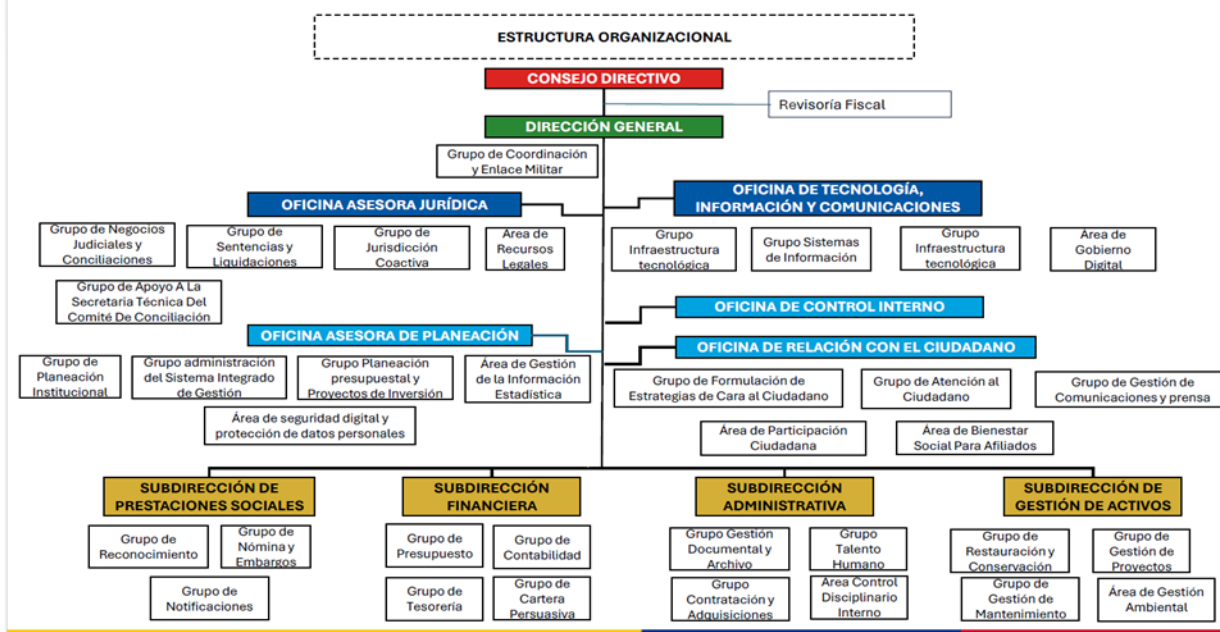 ESTRUCTURA ORGANIZACIONAL
CONSEJO DIRECTIVO
Revisoría Fiscal
DIRECCIÓN GENERAL
Grupo de Coordinación
y Enlace Militar
OFICINA ASESORA JURÍDICA
Grupo de Negocios
Judiciales y
Conciliaciones
Grupo de
Sentencias y
Liquidaciones
Grupo de
Jurisdicción
Coactiva
Área de
Recursos
Legales
Grupo de Apoyo A La
Secretaria Técnica Del
Comité De Conciliación
OFICINA DE TECNOLOGÍA,
INFORMACIÓN Y COMUNICACIONES
Grupo
Infraestructura
tecnológica
Grupo Sistemas
de Información
Grupo
Infraestructura
tecnológica
Área de
Gobierno
Digital
OFICINA DE CONTROL INTERNO
OFICINA ASESORA DE PLANEACIÓN
Grupo de
Planeación
Institucional
Grupo administración
del Sistema Integrado
de Gestión
Grupo Planeación
presupuestal y
Proyectos de Inversión
Área de Gestión
de la Información
Estadística
Área de seguridad digital y
protección de datos personales
OFICINA DE RELACIÓN CON EL CIUDADANO
Grupo de Formulación de
Estrategias de Cara al Ciudadano
Grupo de Atención al
Ciudadano
Grupo de Gestión de
Comunicaciones y prensa
Área de Participación
Ciudadana
Área de Bienestar
Social Para Afiliados
SUBDIRECCIÓN DE
PRESTACIONES SOCIALES
Grupo de
Reconocimiento
Grupo de
Nómina y
Embargos
Grupo de
Notificaciones
SUBDIRECCIÓN
FINANCIERA
Grupo de
Presupuesto
Grupo de
Contabilidad
Grupo de
Tesorería
Grupo de
Cartera
Persuasiva
SUBDIRECCIÓN
ADMINISTRATIVA
Grupo Gestión
Documental y
Archivo
Grupo
Talento
Humano
Grupo
Contratación y
Adquisiciones
Área Control
Disciplinario
Interno
SUBDIRECCIÓN DE
GESTIÓN DE ACTIVOS
Grupo de
Restauración y
Conservación
Grupo de
Gestión de
Proyectos
Grupo de
Gestión de
Mantenimiento
Área de Gestión
Ambiental